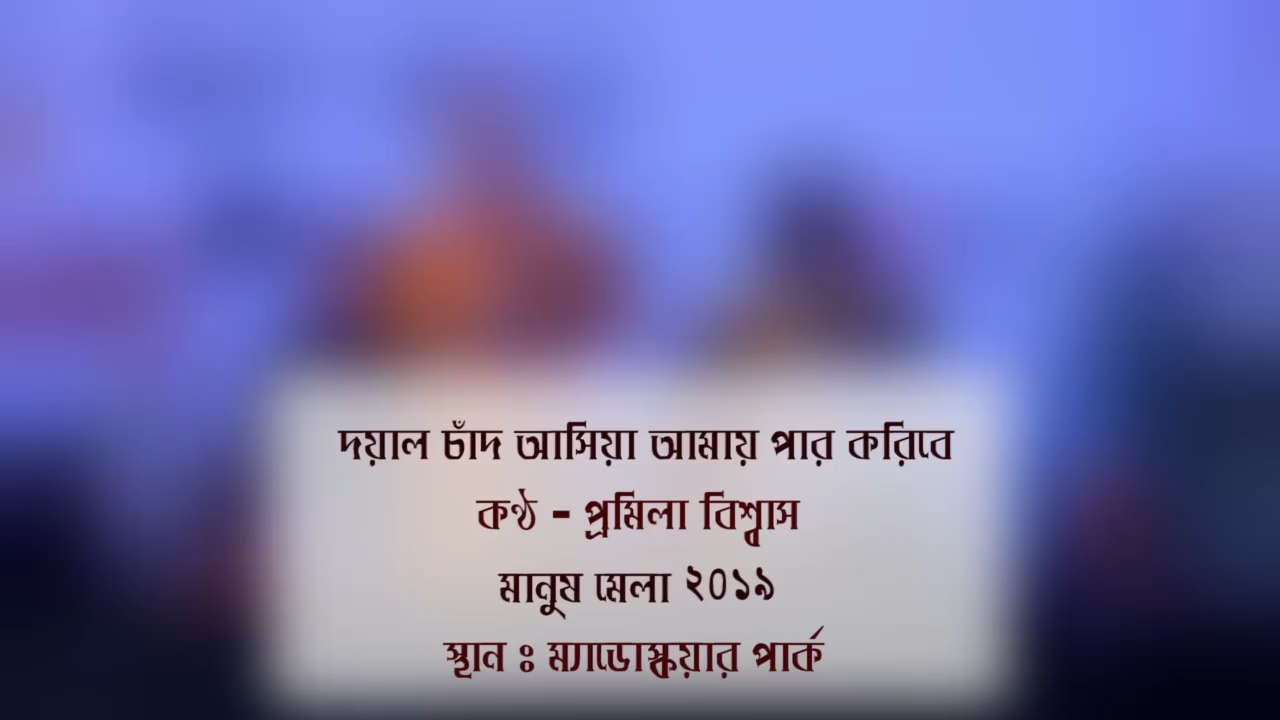 দয়াল চাঁদ আসিয়া আমায় পার করিবে
কণ্ঠ - প্রমিলা বিশ্বাস
মানুষ মেলা ২০১৯
স্থান ঃ ম্যাডোস্কয়ার পার্ক